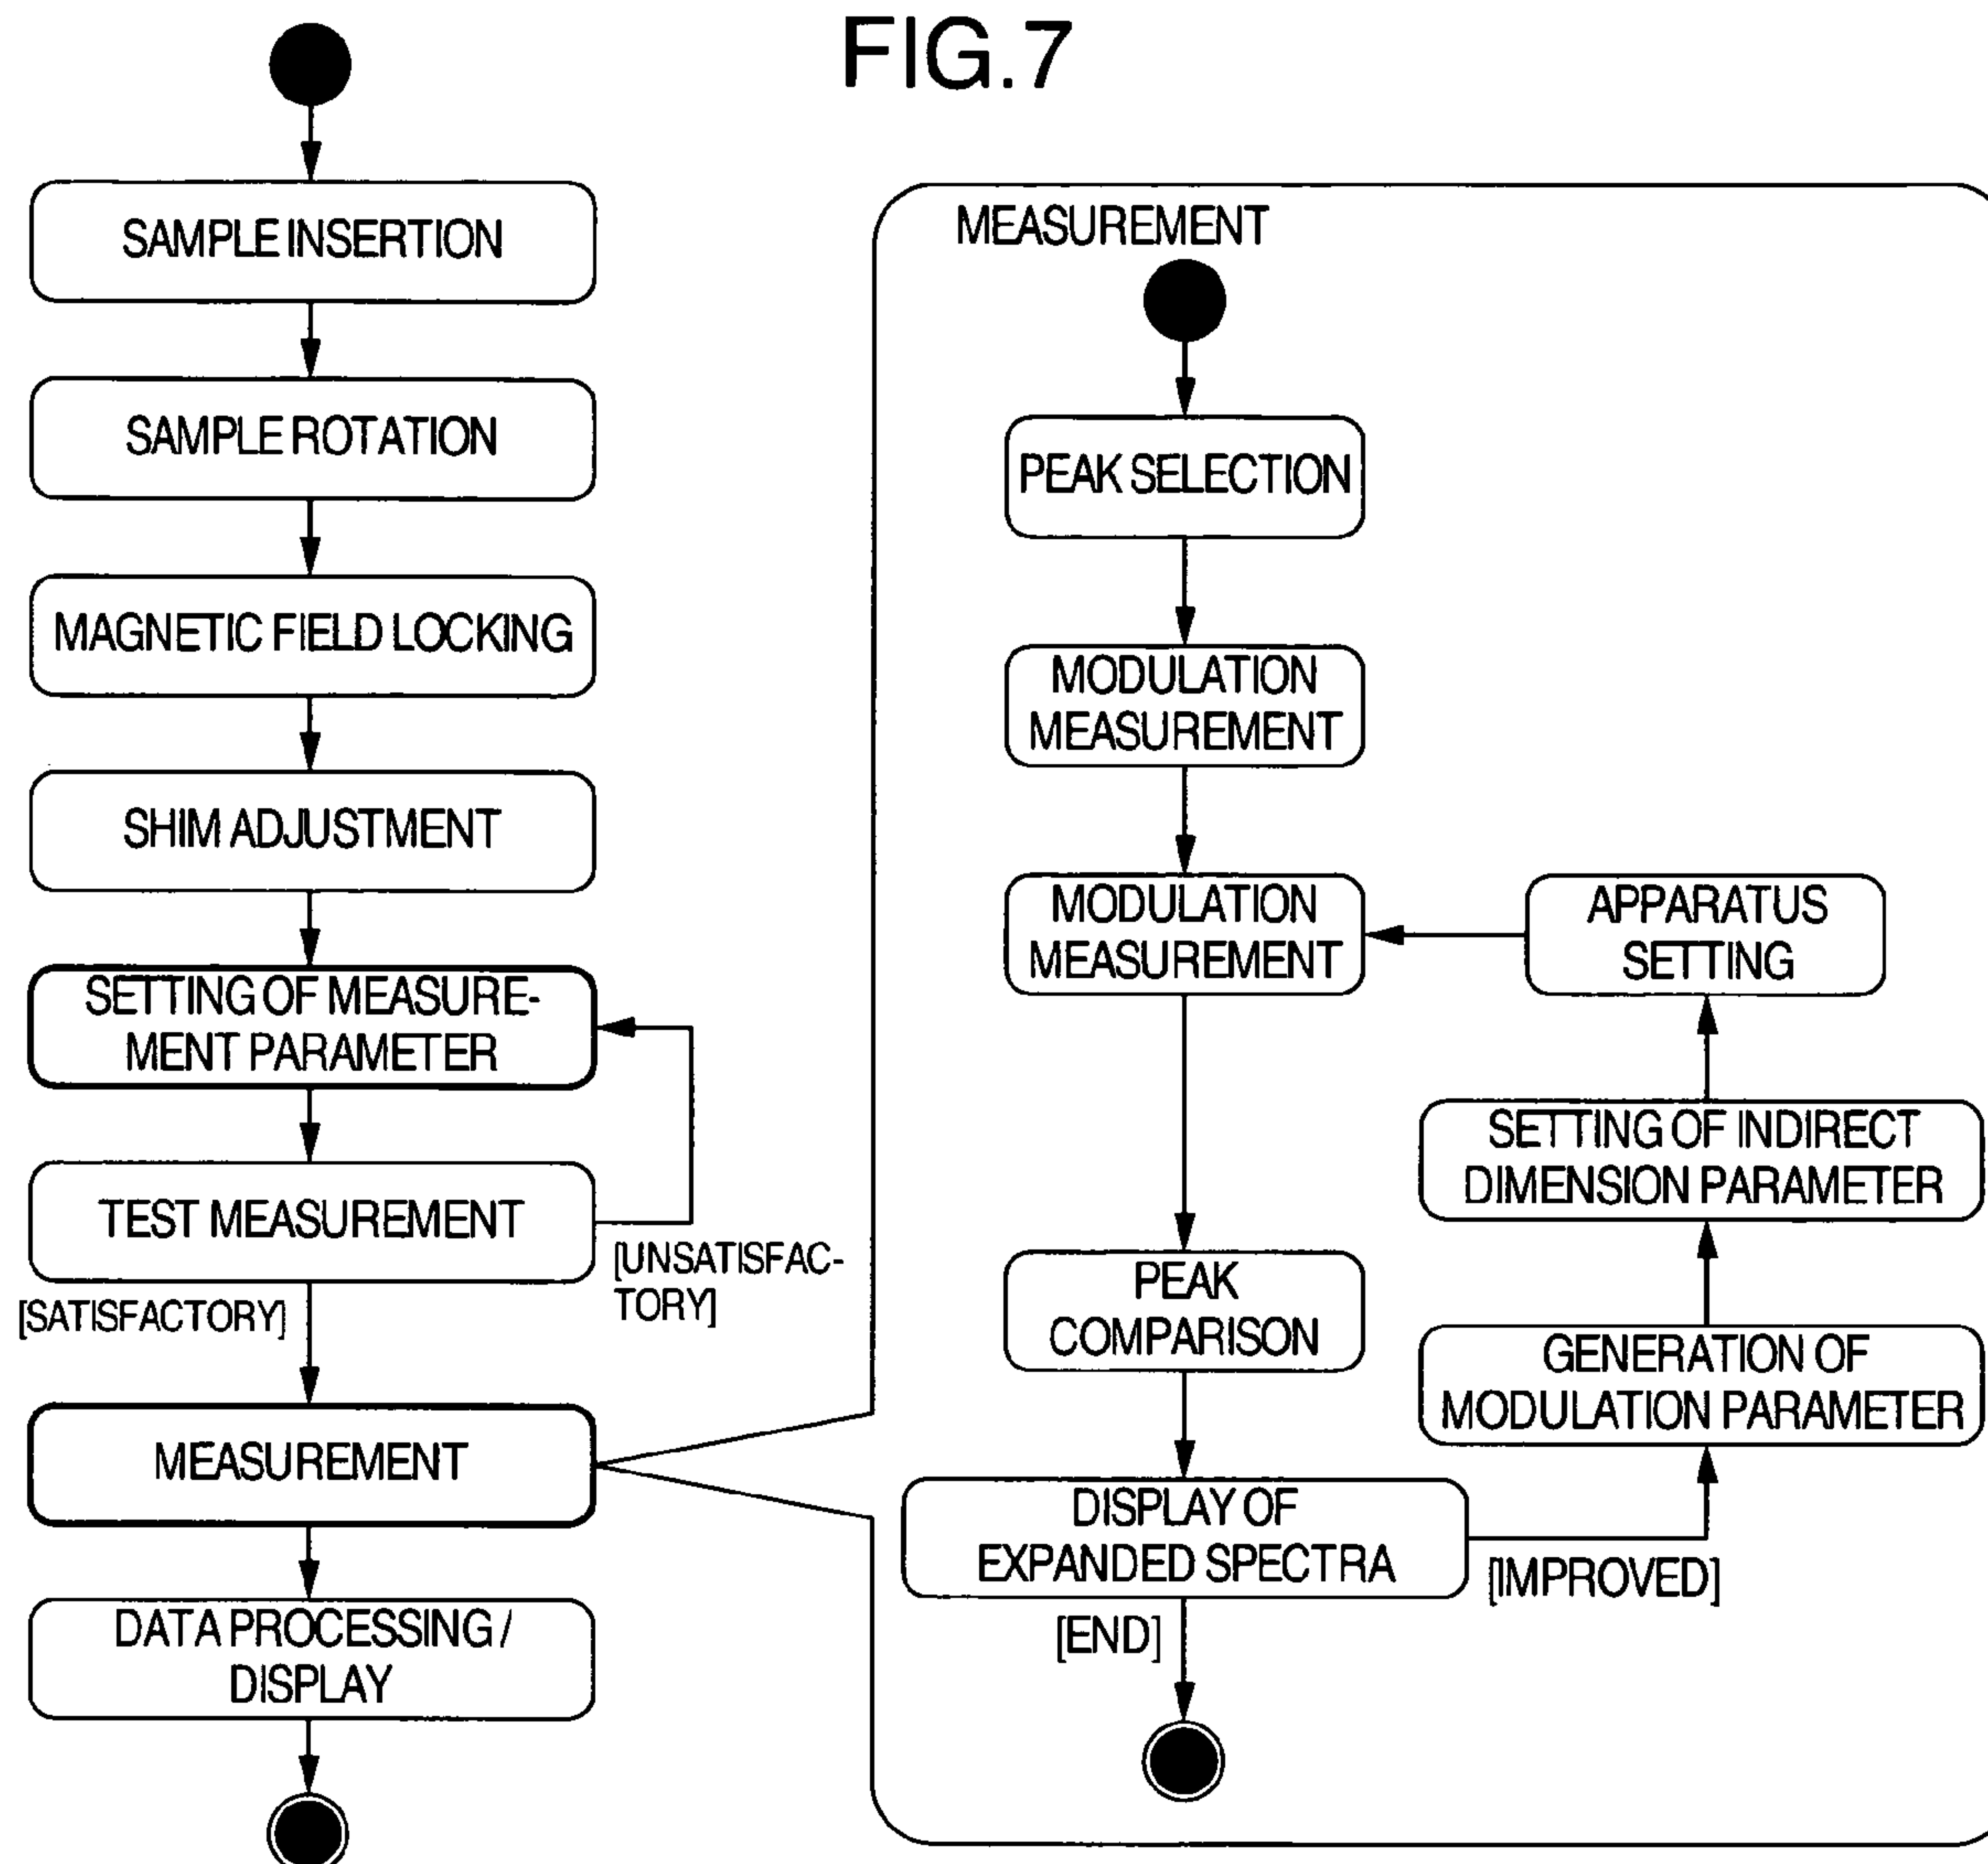 FIG.7
SAMPLE INSERTION
SAMPLE ROTATION
MAGNETIC FIELD LOCKING
SHIM ADJUSTMENT
SETTING OF MEASURE-
MENT PARAMETER
TEST MEASUREMENT
[UNSATISFAC-
TORY]
[SATISFACTORY]
MEASUREMENT
DATA PROCESSING /
DISPLAY
MEASUREMENT
PEAK SELECTION
MODULATION
MEASUREMENT
MODULATION
MEASUREMENT
APPARATUS
SETTING
SETTING OF INDIRECT
DIMENSION PARAMETER
GENERATION OF
MODULATION PARAMETER
PEAK
COMPARISON
DISPLAY OF
EXPANDED SPECTRA
[IMPROVED]
[END]